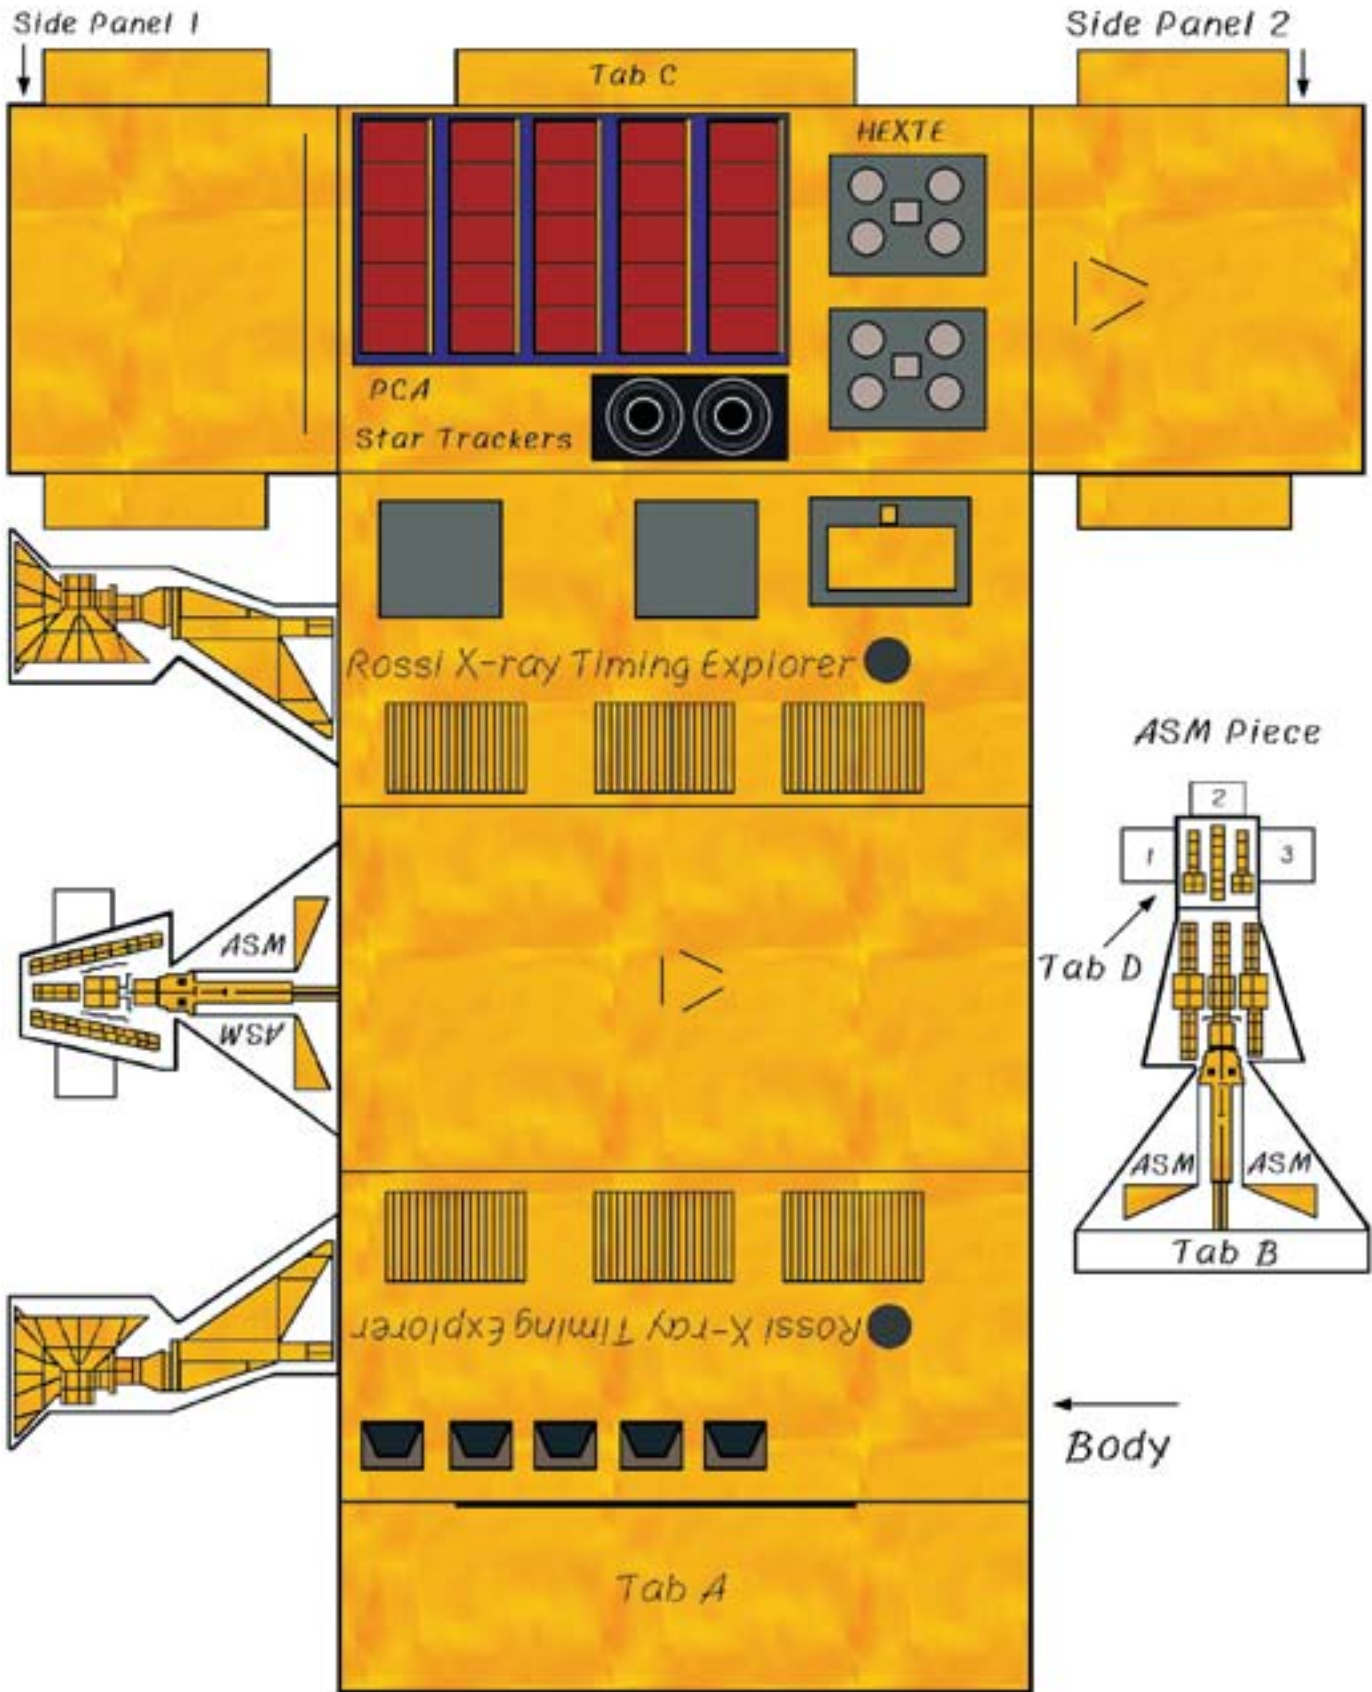 Side Panel 1
Side Panel 2
Tab C
HEXTE
PCA
Star Trackers
Rossi X-ray Timing Explorer
ASM Piece
2
1
3
Tab D
ASM
ASM
ASM
ASM
Tab B
Rossi X-ray Timing Explorer
Body
Tab A